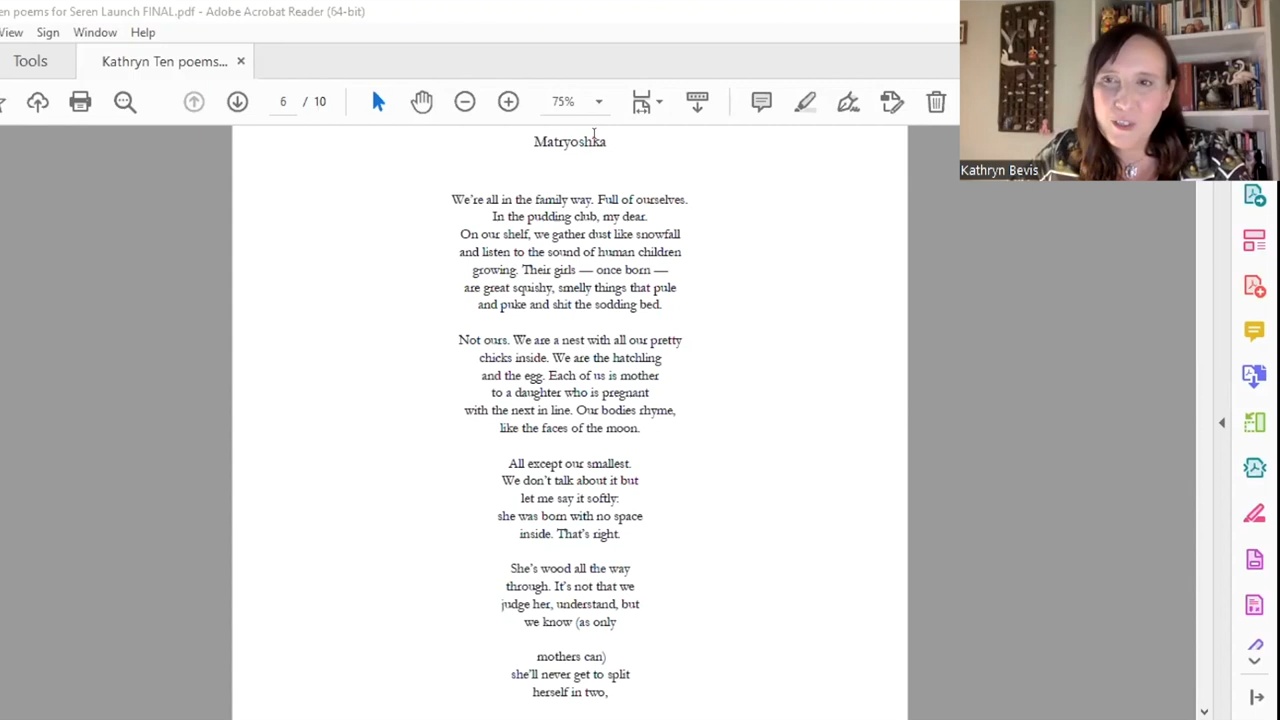 en poems for Seren Launch FINAL.pdf - Adobe Acrobat Reader (64-bit)
View Sign Window Help
Tools Kathryn Ten poems... ×
6 / 10 75%
Kathryn Bevis
Matryoshka
We're all in the family way. Full of ourselves.
In the pudding club, my dear.
On our shelf, we gather dust like snowfall
and listen to the sound of human children
growing. Their girls — once born —
are great squishy, smelly things that pule
and puke and shit the sodding bed.
Not ours. We are a nest with all our pretty
chicks inside. We are the hatchling
and the egg. Each of us is mother
to a daughter who is pregnant
with the next in line. Our bodies rhyme,
like the faces of the moon.
All except our smallest.
We don't talk about it but
let me say it softly:
she was born with no space
inside. That's right.
She's wood all the way
through. It's not that we
judge her, understand, but
we know (as only
mothers can)
she'll never get to split
herself in two,